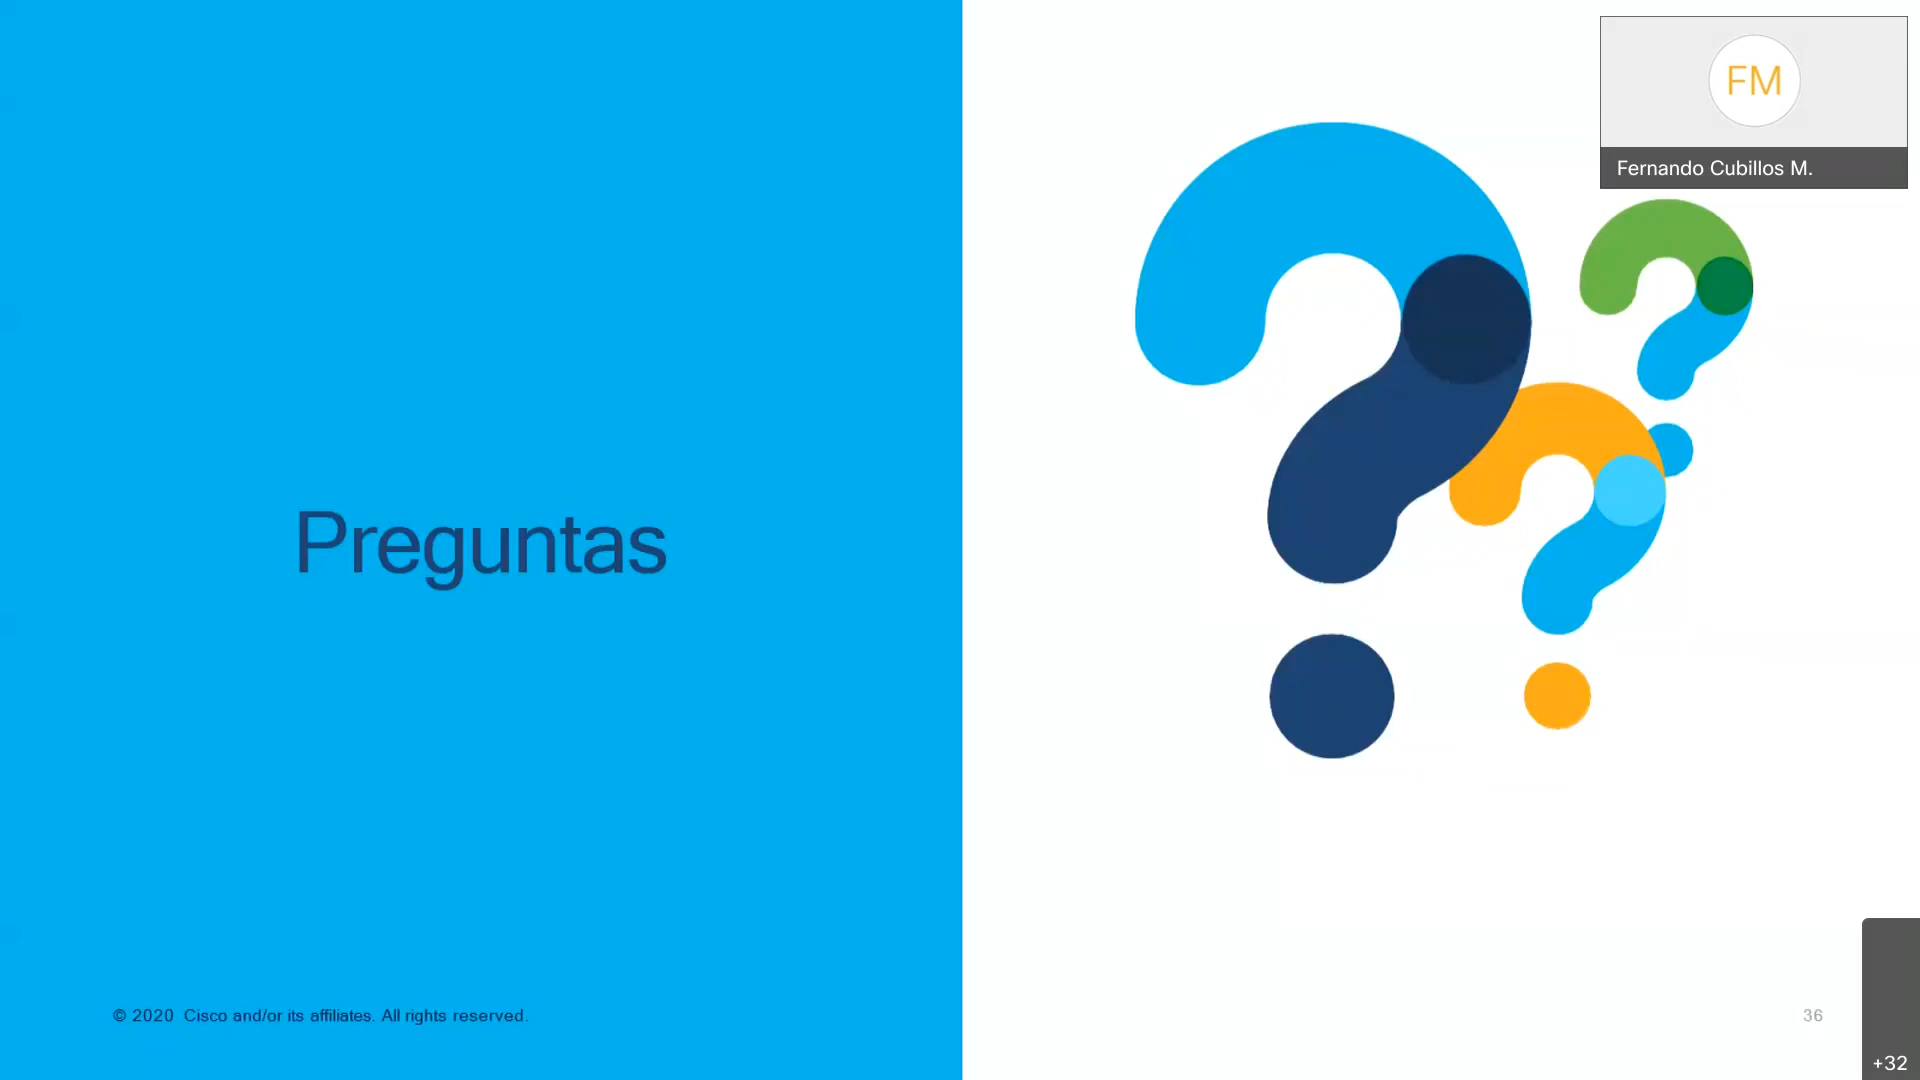 FM
Fernando Cubillos M.
Preguntas
© 2020 Cisco and/or its affiliates. All rights reserved.
36
+32